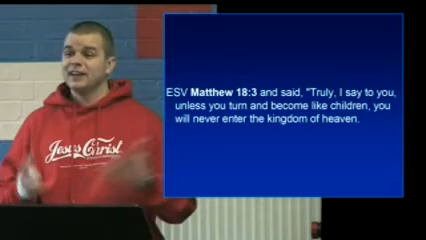 ESV Matthew 18:3 and said, "Truly, I say to you,
unless you turn and become like children, you
will never enter the kingdom of heaven.
Jesus Christ